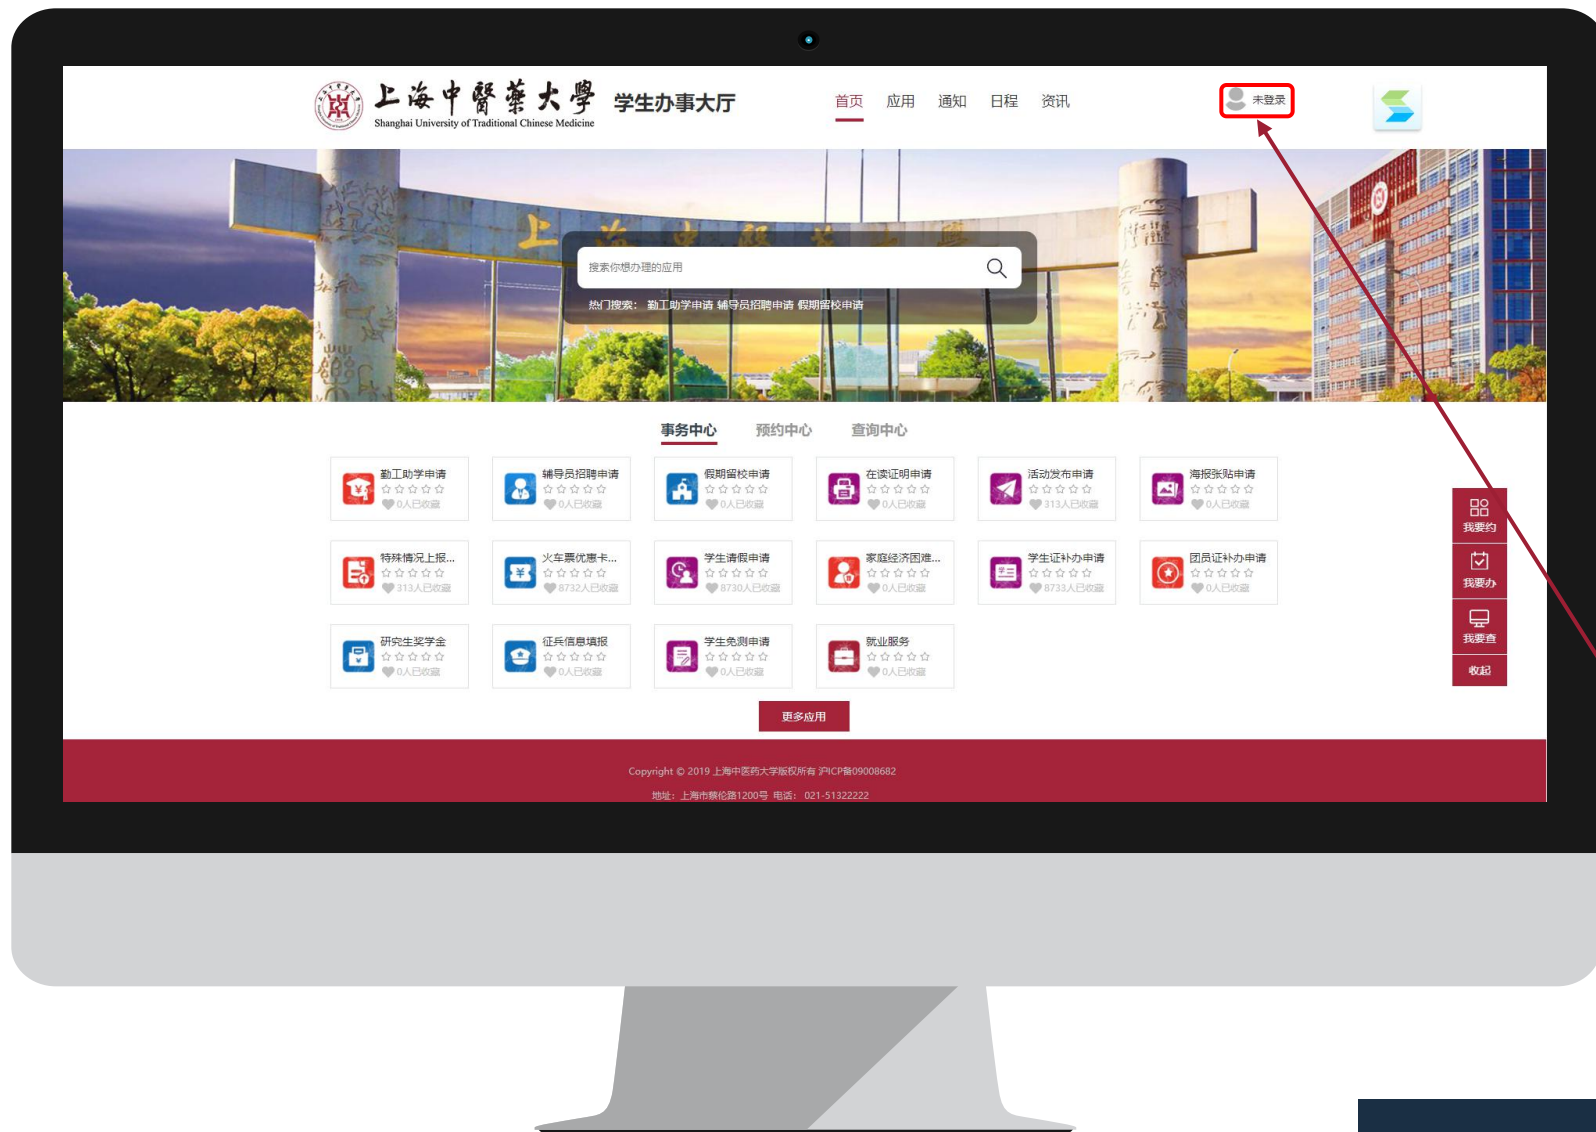 上海中醫藥大學
Shanghai University of Traditional Chinese Medicine
学生办事大厅
首页 应用 通知 日程 资讯
未登录
搜索你想办理的应用
热门搜索： 勤工助学申请 辅导员招聘申请 假期留校申请
事务中心 预约中心 查询中心
勤工助学申请
0人已收藏
辅导员招聘申请
0人已收藏
假期留校申请
0人已收藏
在读证明申请
0人已收藏
活动发布申请
313人已收藏
海报张贴申请
0人已收藏
特殊情况上报...
313人已收藏
火车票优惠卡...
8732人已收藏
学生请假申请
8730人已收藏
家庭经济困难...
0人已收藏
学生证补办申请
8733人已收藏
团员证补办申请
0人已收藏
研究生奖学金
0人已收藏
征兵信息填报
0人已收藏
学生免测申请
0人已收藏
就业服务
0人已收藏
我要约
我要办
我要查
收起
更多应用
Copyright © 2019 上海中医药大学版权所有 沪ICP备09008682
地址：上海市蔡伦路1200号 电话： 021-51322222